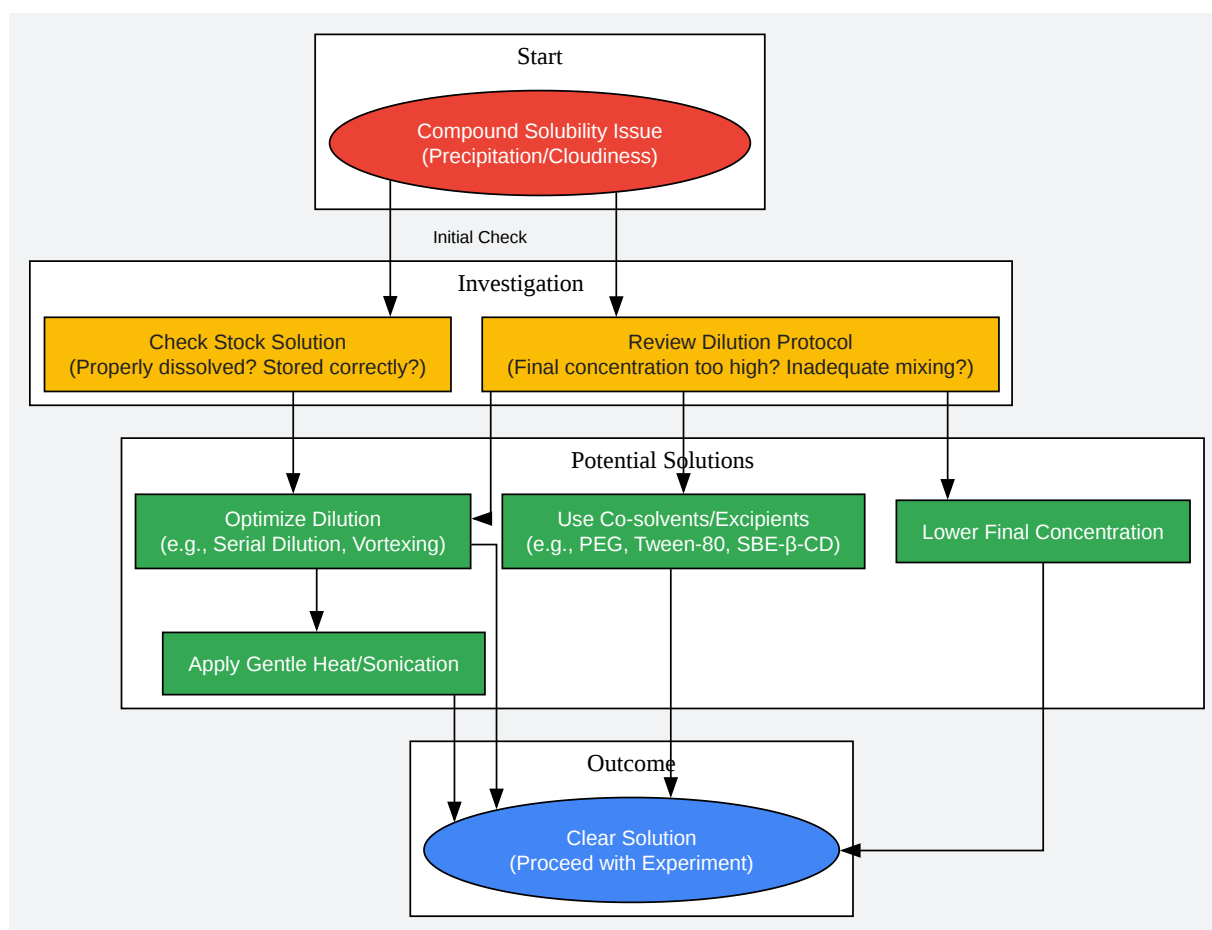 Start
Compound Solubility Issue
(Precipitation/Cloudiness)
Initial Check
Investigation
Check Stock Solution
(Properly dissolved? Stored correctly?)
Review Dilution Protocol
(Final concentration too high? Inadequate mixing?)
Potential Solutions
Optimize Dilution
(e.g., Serial Dilution, Vortexing)
Use Co-solvents/Excipients
(e.g., PEG, Tween-80, SBE-β-CD)
Lower Final Concentration
Apply Gentle Heat/Sonication
Outcome
Clear Solution
(Proceed with Experiment)